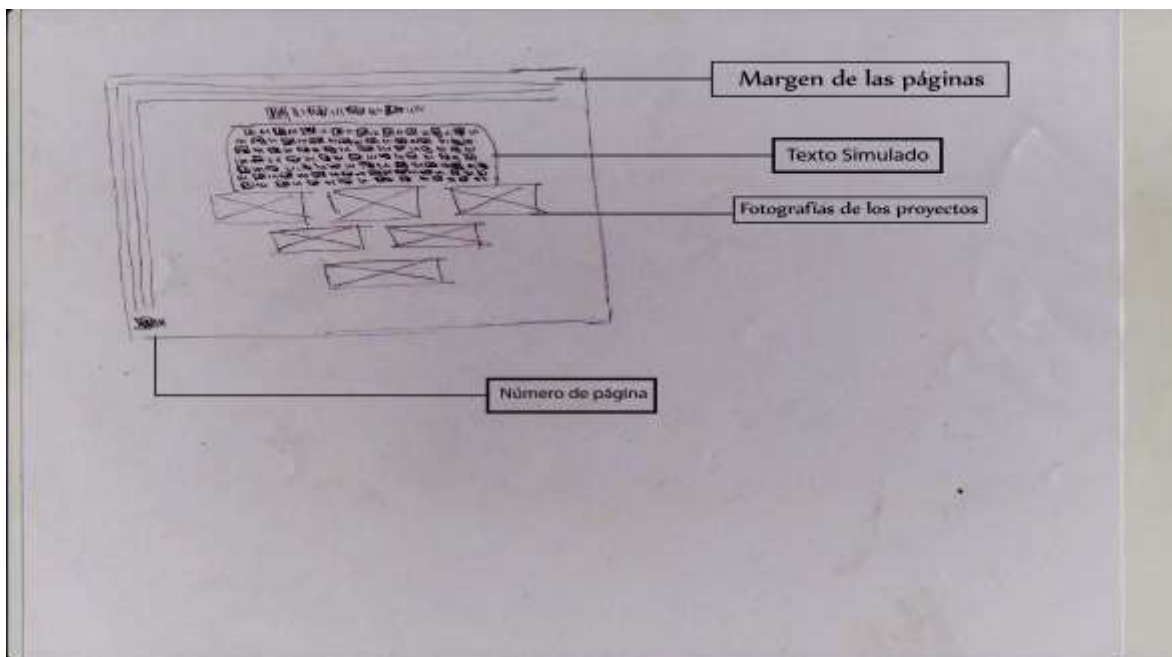 Margen de las páginas
Texto Simulado
Fotografías de los proyectos
Número de página